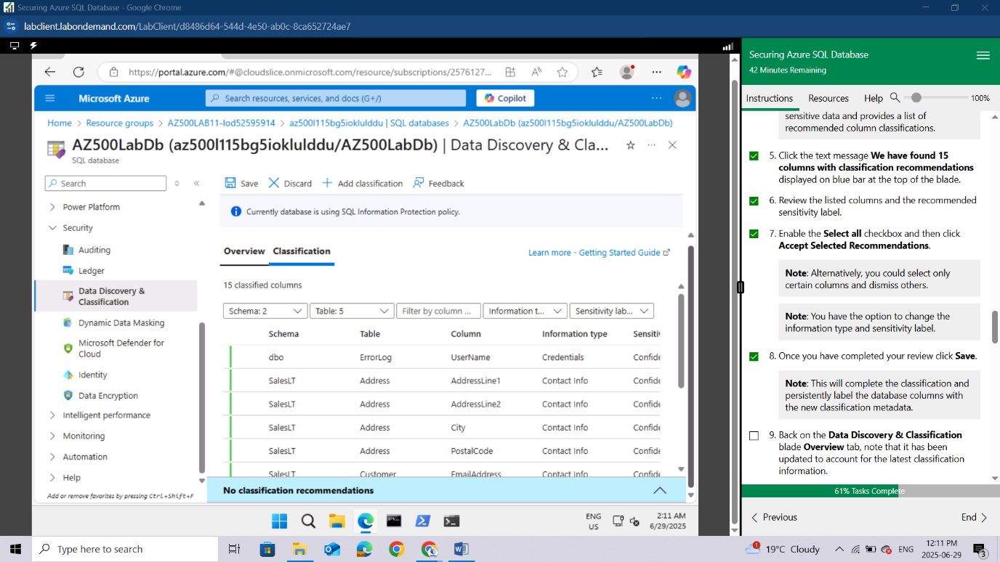 Securing Azure SQL Database - Google Chrome
labclient.labondemand.com/LabClient/d8486d64-544d-4e50-ab0c-8ca652724ae7
https://portal.azure.com/#@cloudslice.onmicrosoft.com/resource/subscriptions/2576127...
Microsoft Azure
Search resources, services, and docs (G+/)
Copilot
Home > Resource groups > AZ500LAB11-lod52595914 > az500l115bg5ioklulddu | SQL databases > AZ500LabDb (az500l115bg5ioklulddu/AZ500LabDb)
AZ500LabDb (az500l115bg5ioklulddu/AZ500LabDb) | Data Discovery & Cla...
SQL database
Search
Power Platform
Security
Auditing
Ledger
Data Discovery &
Classification
Dynamic Data Masking
Microsoft Defender for
Cloud
Identity
Data Encryption
Intelligent performance
Monitoring
Automation
Help
Add or remove favorites by pressing Ctrl+Shift+F
Save Discard Add classification Feedback
Currently database is using SQL Information Protection policy.
Overview Classification
Learn more - Getting Started Guide
15 classified columns
Schema: 2 Table: 5 Filter by column ... Information t... Sensitivity lab...
Schema Table Column Information type Sensitiv
dbo ErrorLog UserName Credentials Confide
SalesLT Address AddressLine1 Contact Info Confide
SalesLT Address AddressLine2 Contact Info Confide
SalesLT Address City Contact Info Confide
SalesLT Address PostalCode Contact Info Confide
SalesLT Customer EmailAddress Contact Info Confide
No classification recommendations
ENG
US
2:11 AM
6/29/2025
Securing Azure SQL Database
42 Minutes Remaining
Instructions Resources Help 100%
sensitive data and provides a list of
recommended column classifications.
5. Click the text message We have found 15
columns with classification recommendations
displayed on blue bar at the top of the blade.
6. Review the listed columns and the recommended
sensitivity label.
7. Enable the Select all checkbox and then click
Accept Selected Recommendations.
Note: Alternatively, you could select only
certain columns and dismiss others.
Note: You have the option to change the
information type and sensitivity label.
8. Once you have completed your review click Save.
Note: This will complete the classification and
persistently label the database columns with
the new classification metadata.
9. Back on the Data Discovery & Classification
blade Overview tab, note that it has been
updated to account for the latest classification
information.
61% Tasks Complete
Previous
End
Type here to search
1
19°C Cloudy
ENG
12:11 PM
2025-06-29
3